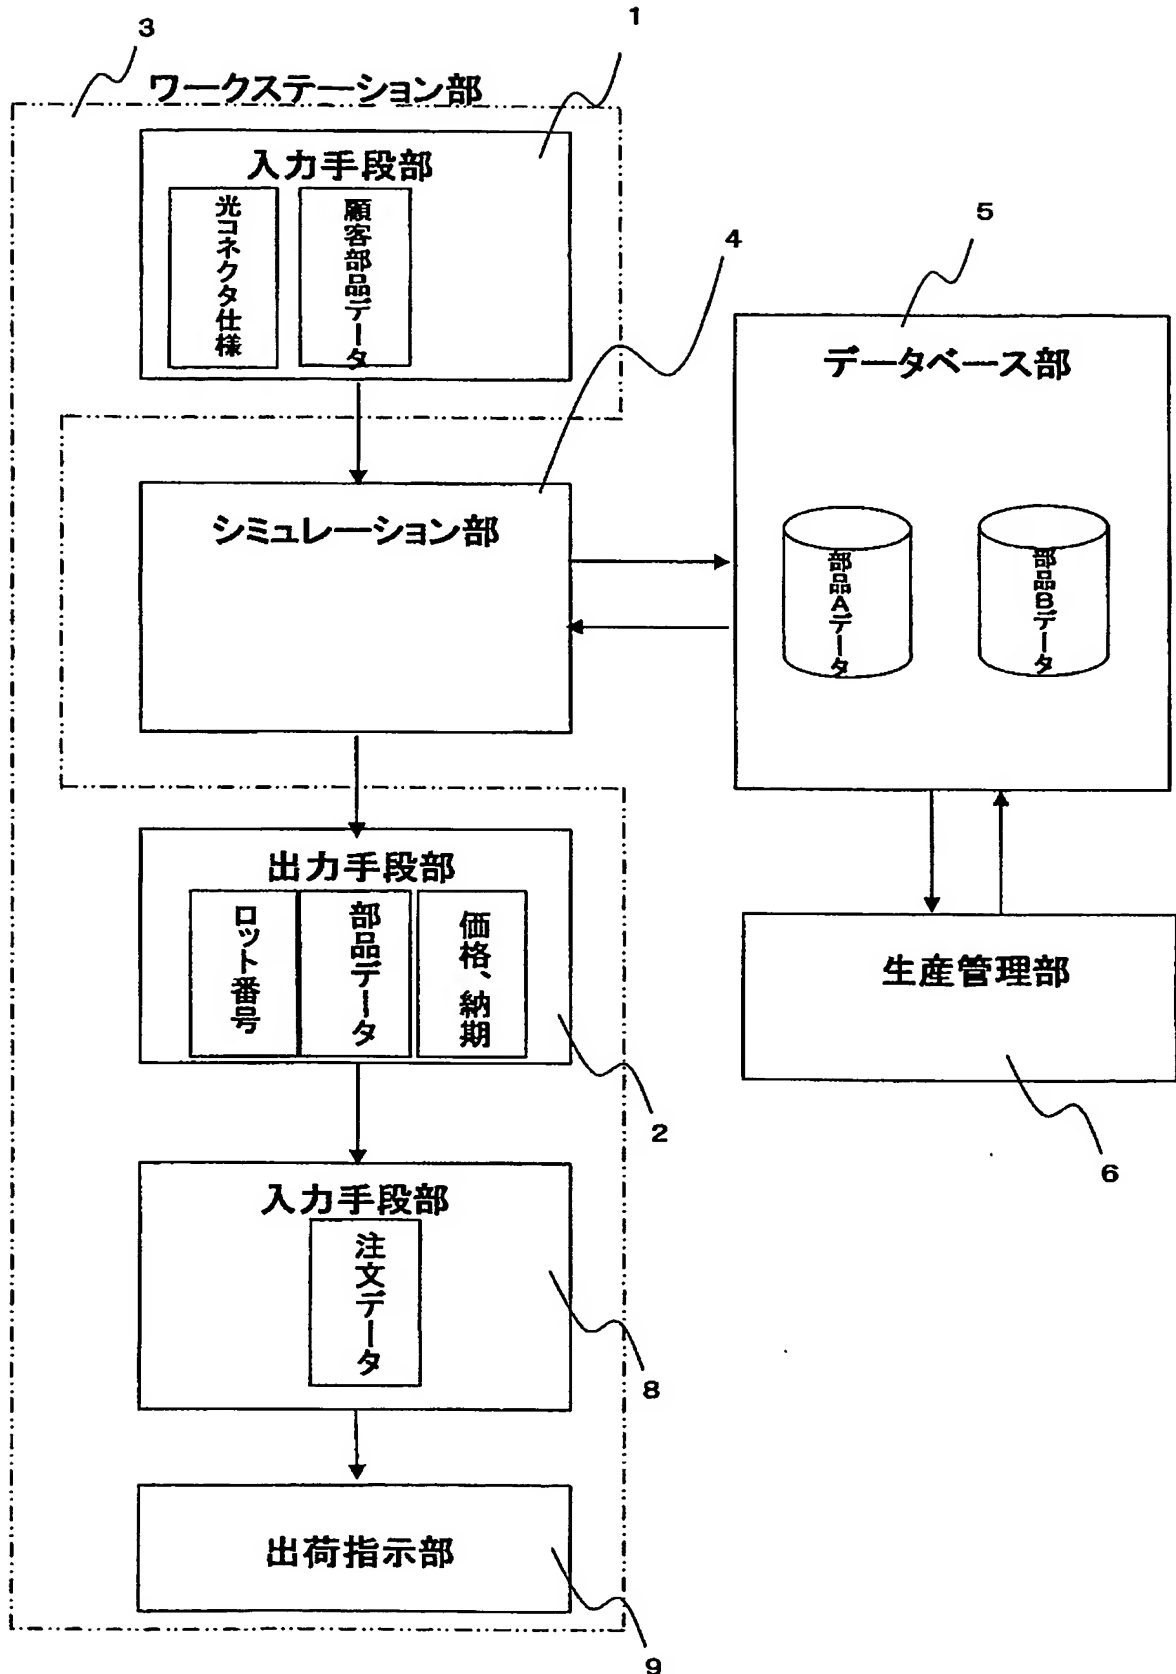 1
3
ワークステーション部
入力手段部
光コネクタ仕様
顧客部品データ
4
5
データベース部
シミュレーション部
部品Aデータ
部品Bデータ
出力手段部
ロット番号
部品データ
価格、納期
生産管理部
2
6
入力手段部
注文データ
8
出荷指示部
9